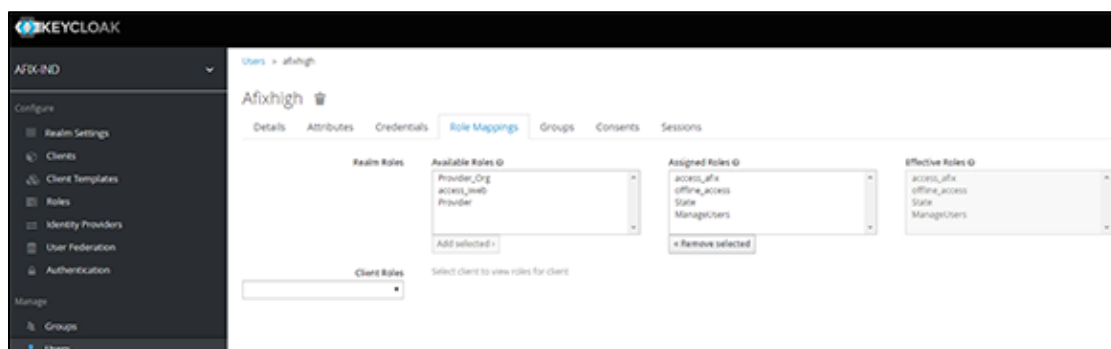 KEYCLOAK
AFIX-IND
Configure
Realm Settings
Clients
Client Templates
Roles
Identity Providers
User Federation
Authentication
Manage
Groups
Users
Users > afixhigh
Afixhigh
Details Attributes Credentials Role Mappings Groups Consents Sessions
Realm Roles
Available Roles
Provider_Org
access_iweb
Provider
Add selected »
Assigned Roles
access_afix
offline_access
State
ManageUsers
« Remove selected
Effective Roles
access_afix
offline_access
State
ManageUsers
Client Roles
Select client to view roles for client